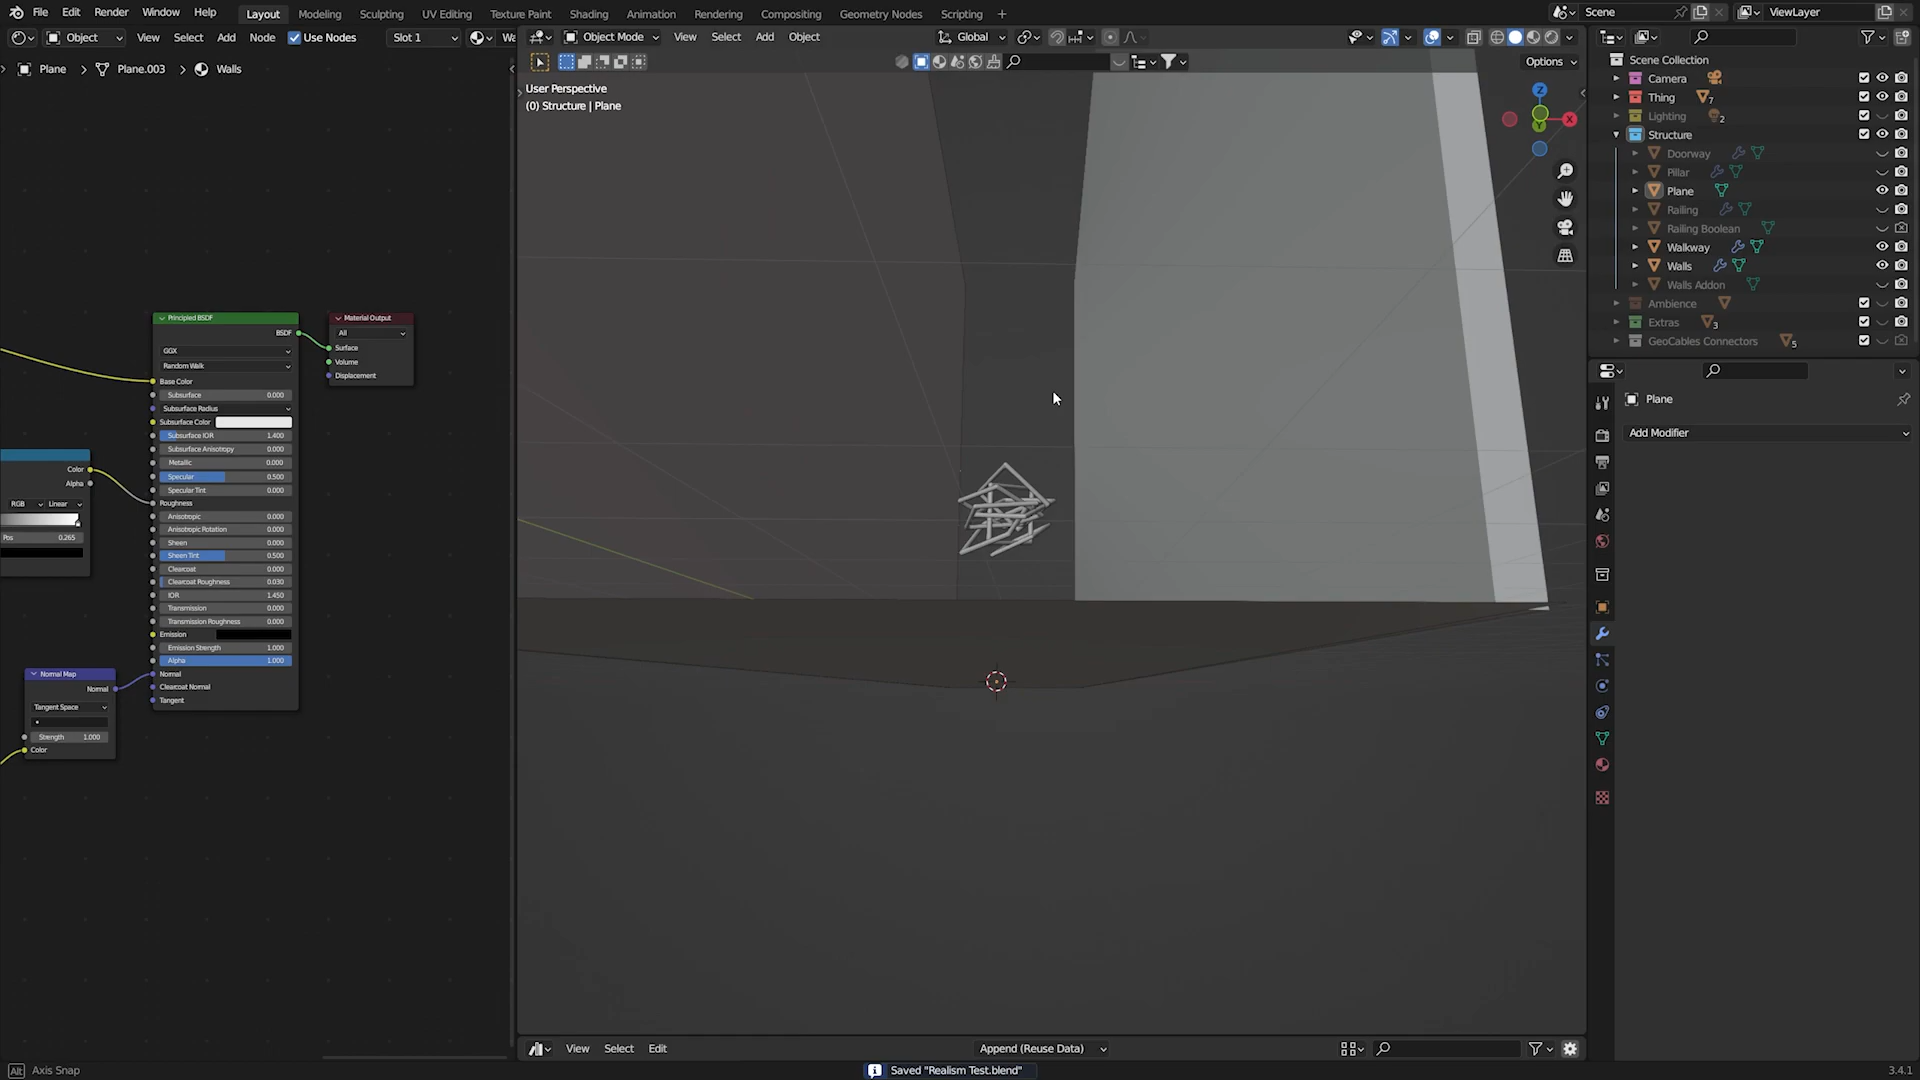 File Edit Render Window Help Layout Modeling Sculpting UV Editing Texture Paint Shading Animation Rendering Compositing Geometry Nodes Scripting Scene ViewLayer
Object View Select Add Node Use Nodes Slot 1
Object Mode View Select Add Object Global
Options
Plane Plane.003 Walls
User Perspective
(0) Structure | Plane
Z
Y
X
Principled BSDF
BSDF
GGX
Random Walk
Base Color
Subsurface 0.000
Subsurface Radius
Subsurface Color
Subsurface IOR 1.400
Subsurface Anisotropy 0.000
Metallic 0.000
Specular 0.500
Specular Tint 0.000
Roughness
Anisotropic 0.000
Anisotropic Rotation 0.000
Sheen 0.000
Sheen Tint 0.500
Clearcoat 0.000
Clearcoat Roughness 0.030
IOR 1.450
Transmission 0.000
Transmission Roughness 0.000
Emission
Emission Strength 1.000
Alpha 1.000
Normal
Clearcoat Normal
Tangent
Material Output
All
Surface
Volume
Displacement
Color
Alpha
RGB Linear
Pos 0.265
Normal Map
Normal
Tangent Space
Strength 1.000
Color
Scene Collection
Camera
Thing 7
Lighting 2
Structure
Doorway
Pillar
Plane
Railing
Railing Boolean
Walkway
Walls
Walls Addon
Ambience
Extras 3
GeoCables Connectors 5
Plane
Add Modifier
View Select Edit Append (Reuse Data)
Alt Axis Snap
Saved "Realism Test.blend"
3.4.1